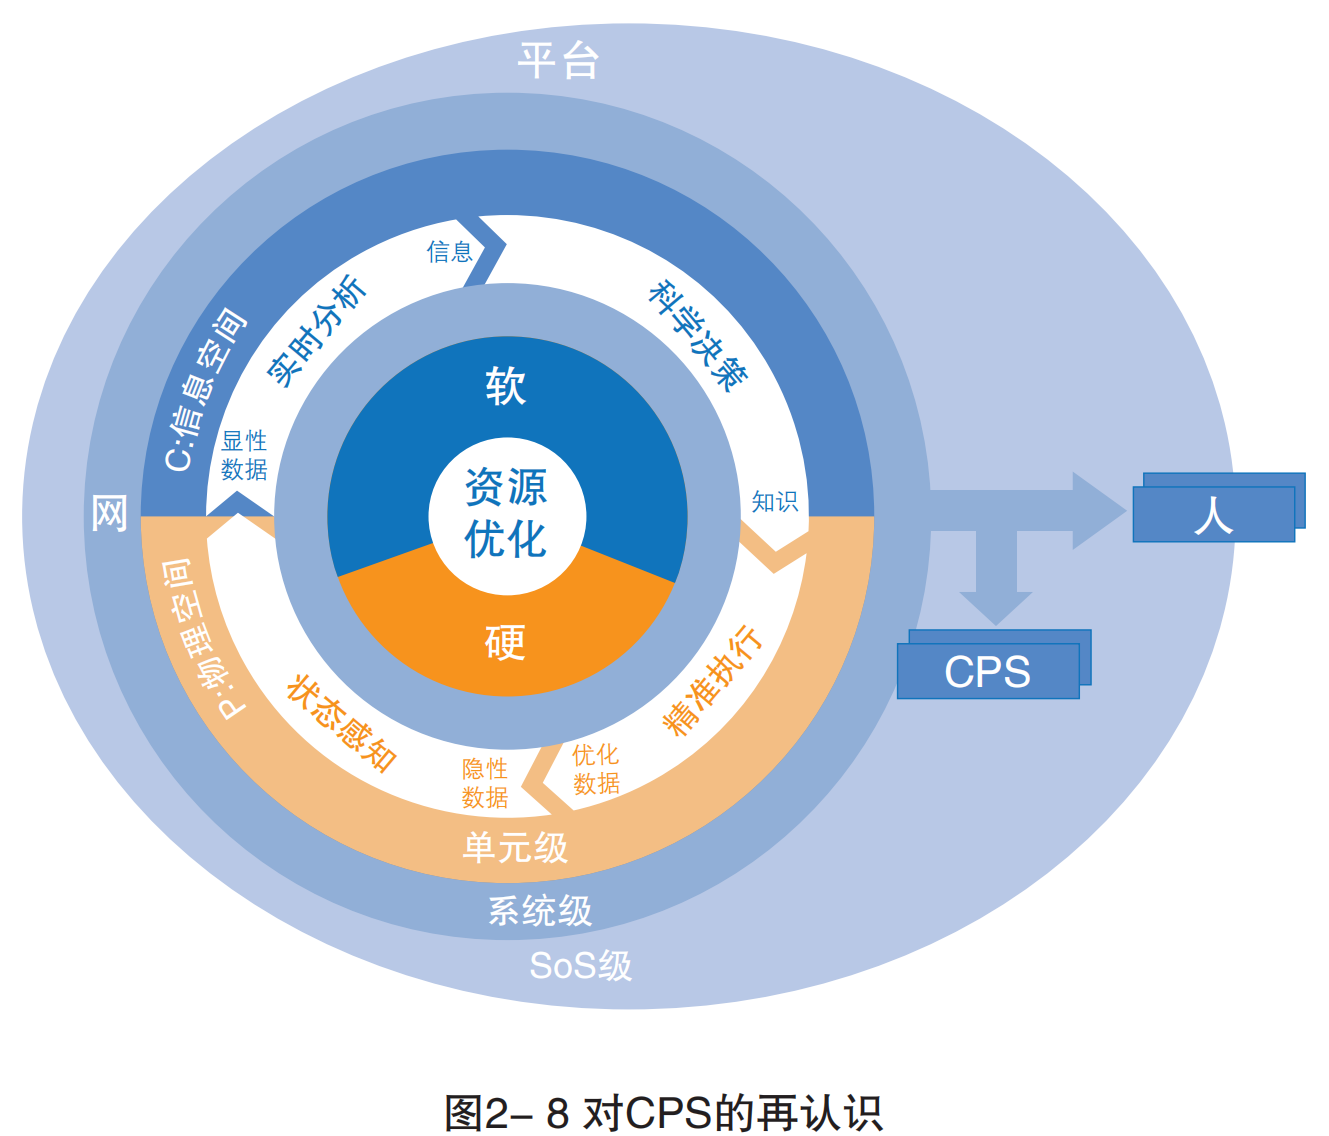 平台
信息
科学决策
实时分析
C:信息空间
软
显性
数据
资源
优化
知识
网
人
P:物理空间
硬
CPS
状态感知
精准执行
隐性
数据
优化
数据
单元级
系统级
SoS级
图2– 8 对CPS的再认识